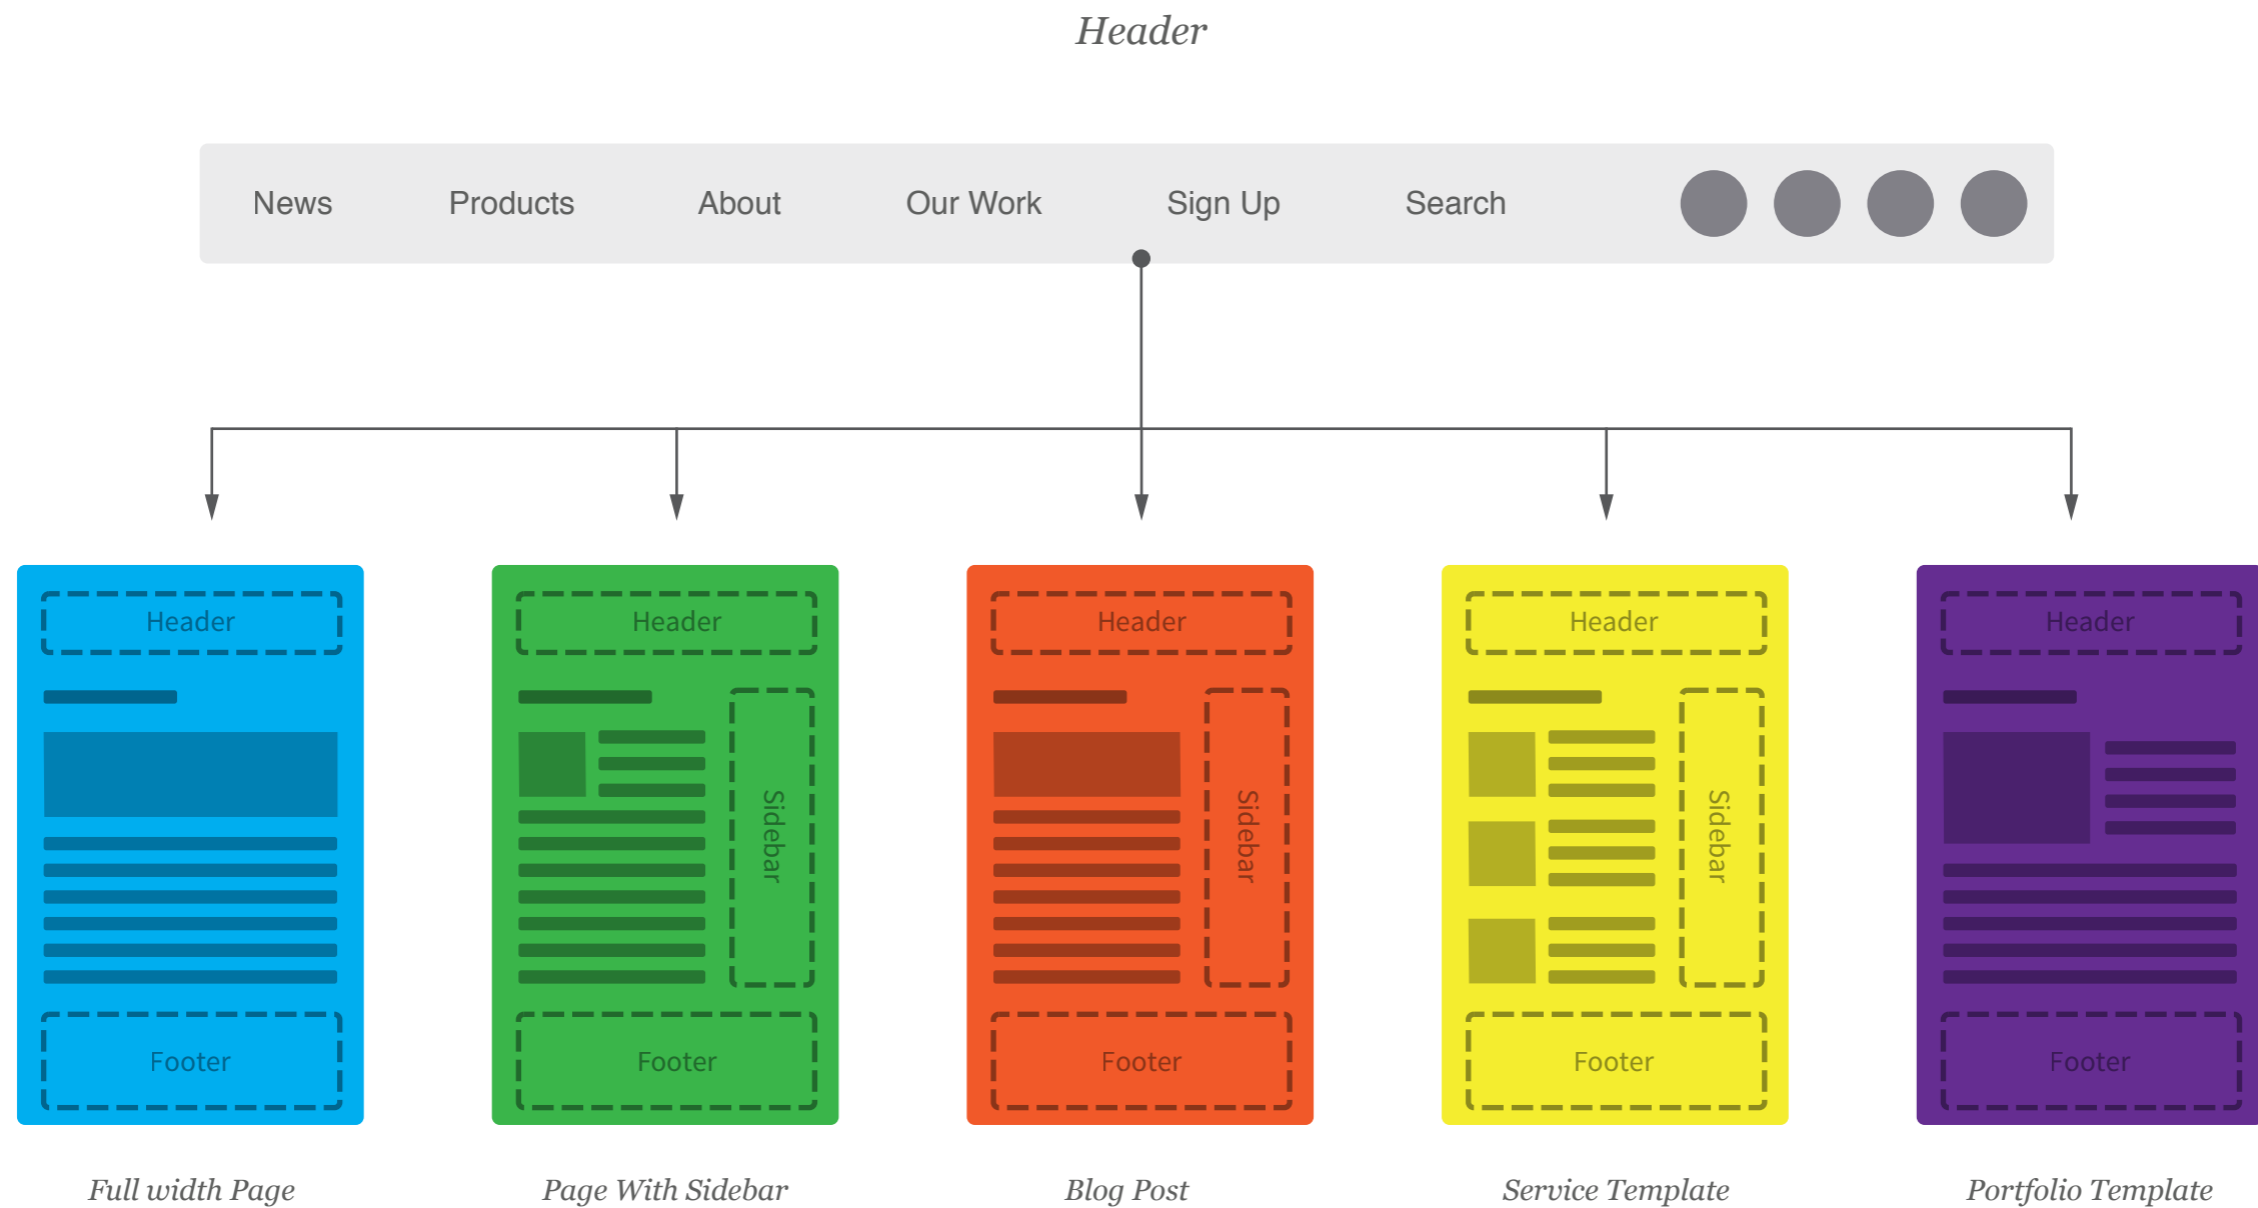 Header
News Products About Our Work Sign Up Search
Header
Header
Header
Header
Header
Sidebar
Sidebar
Sidebar
Footer
Footer
Footer
Footer
Footer
Full width Page
Page With Sidebar
Blog Post
Service Template
Portfolio Template